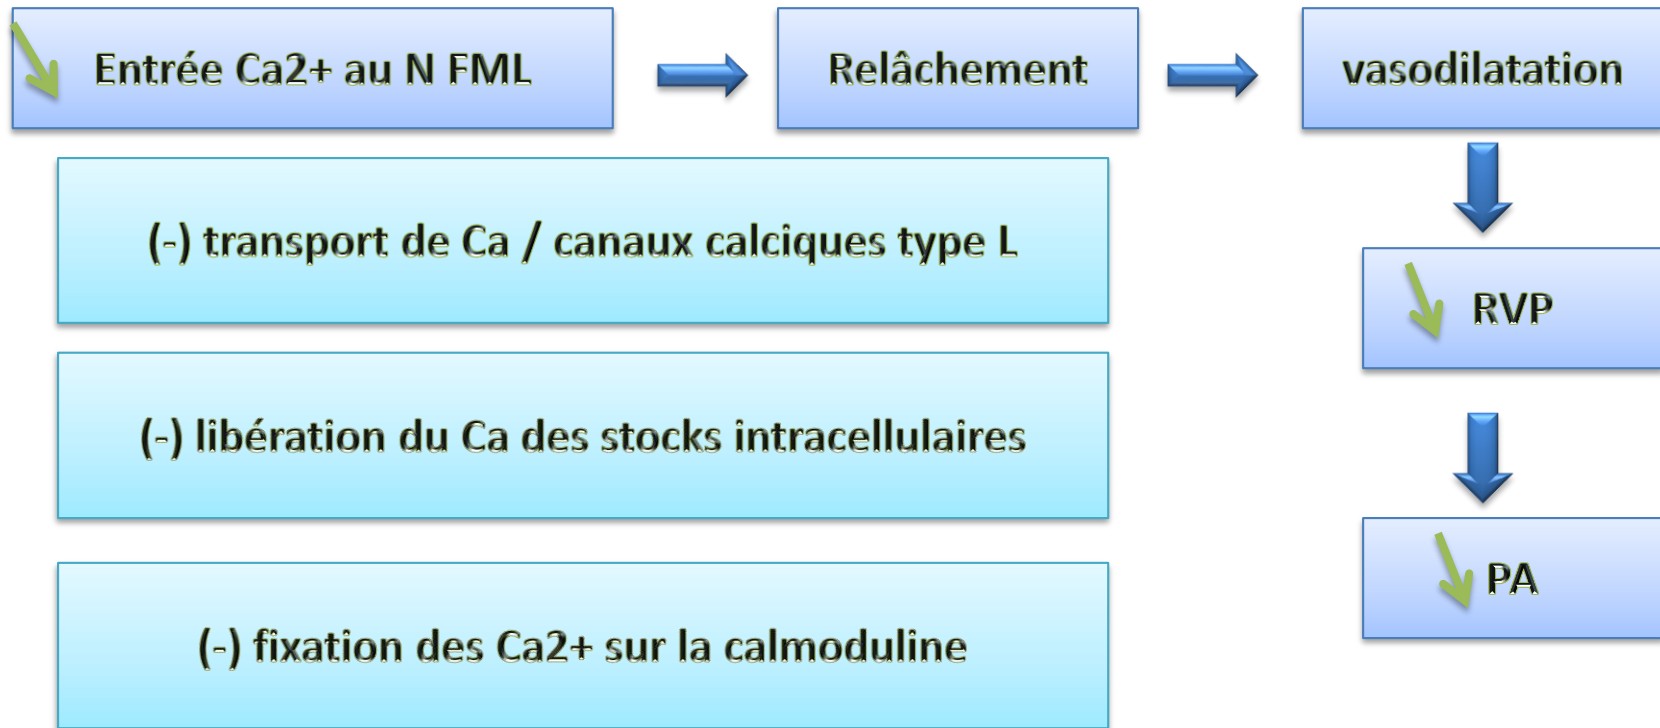 Entrée Ca2+ au N FML
Relâchement
vasodilatation
(-) transport de Ca / canaux calciques type L
RVP
(-) libération du Ca des stocks intracellulaires
PA
(-) fixation des Ca2+ sur la calmoduline